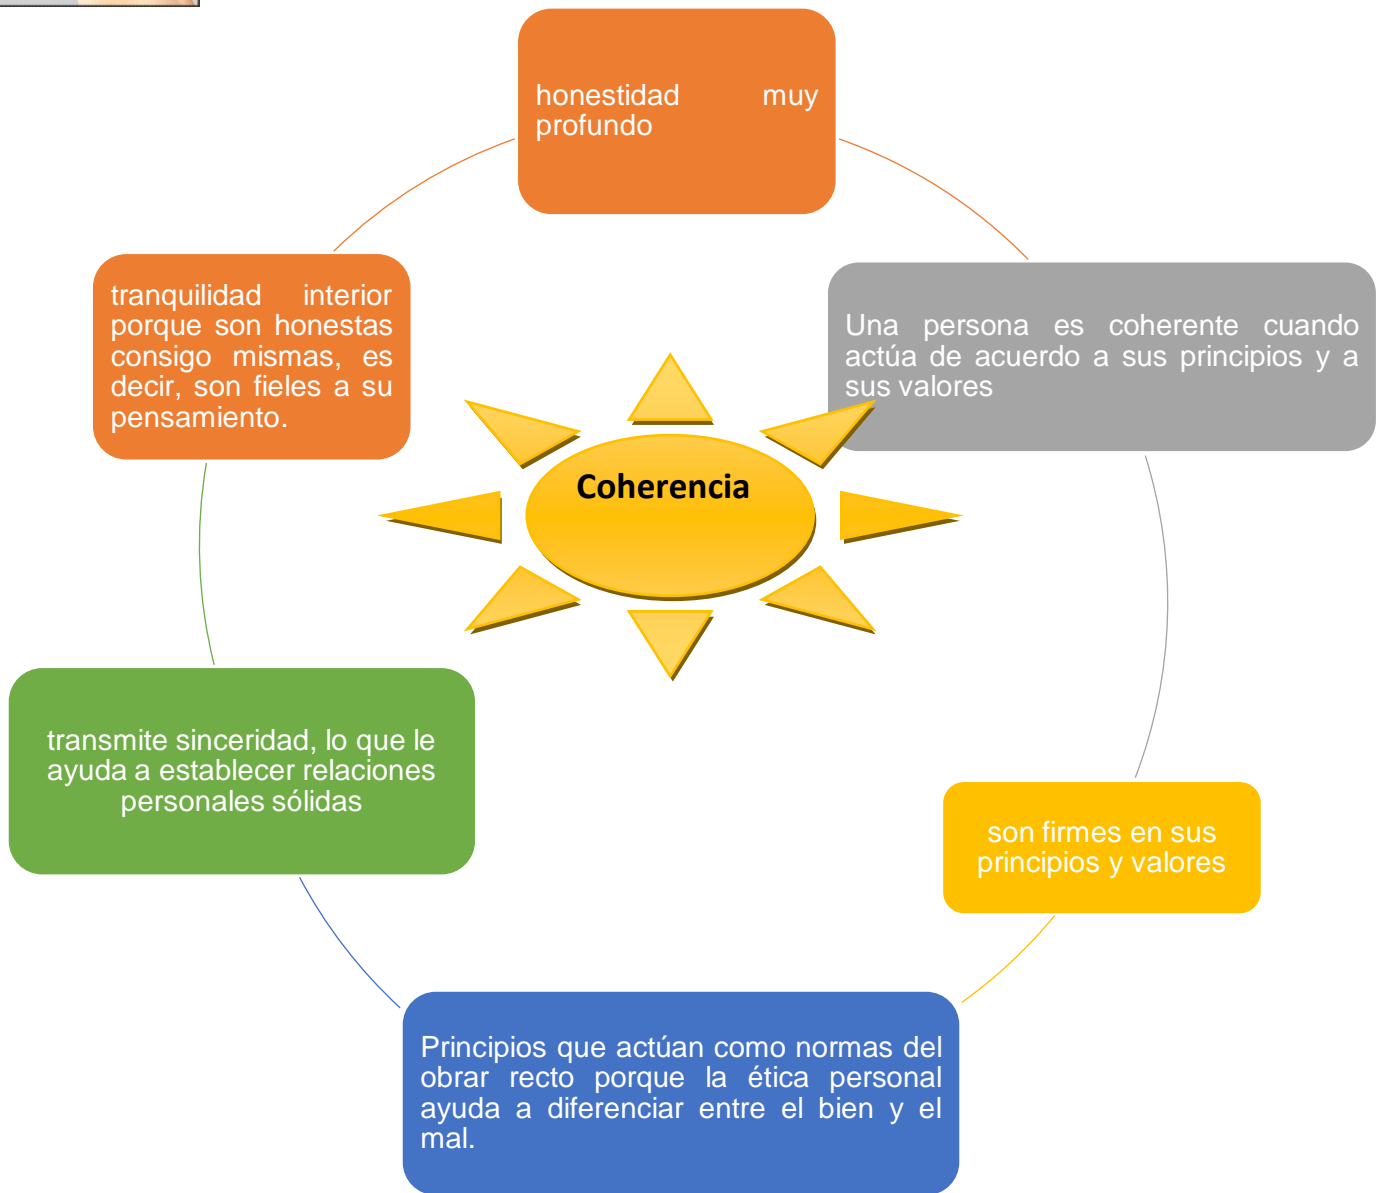 honestidad muy
profundo
tranquilidad interior
porque son honestas
consigo mismas, es
decir, son fieles a su
pensamiento.
Una persona es coherente cuando
actúa de acuerdo a sus principios y a
sus valores
Coherencia
transmite sinceridad, lo que le
ayuda a establecer relaciones
personales sólidas
son firmes en sus
principios y valores
Principios que actúan como normas del
obrar recto porque la ética personal
ayuda a diferenciar entre el bien y el
mal.